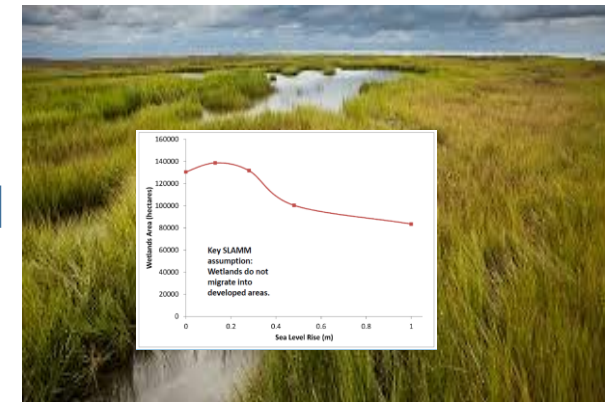 160000
140000
120000
100000
80000
60000
40000
20000
0
Wetlands Area (hectares)
Key SLAMM
assumption:
Wetlands do not
migrate into
developed areas.
0
0.2
0.4
0.6
0.8
1
Sea Level Rise (m)